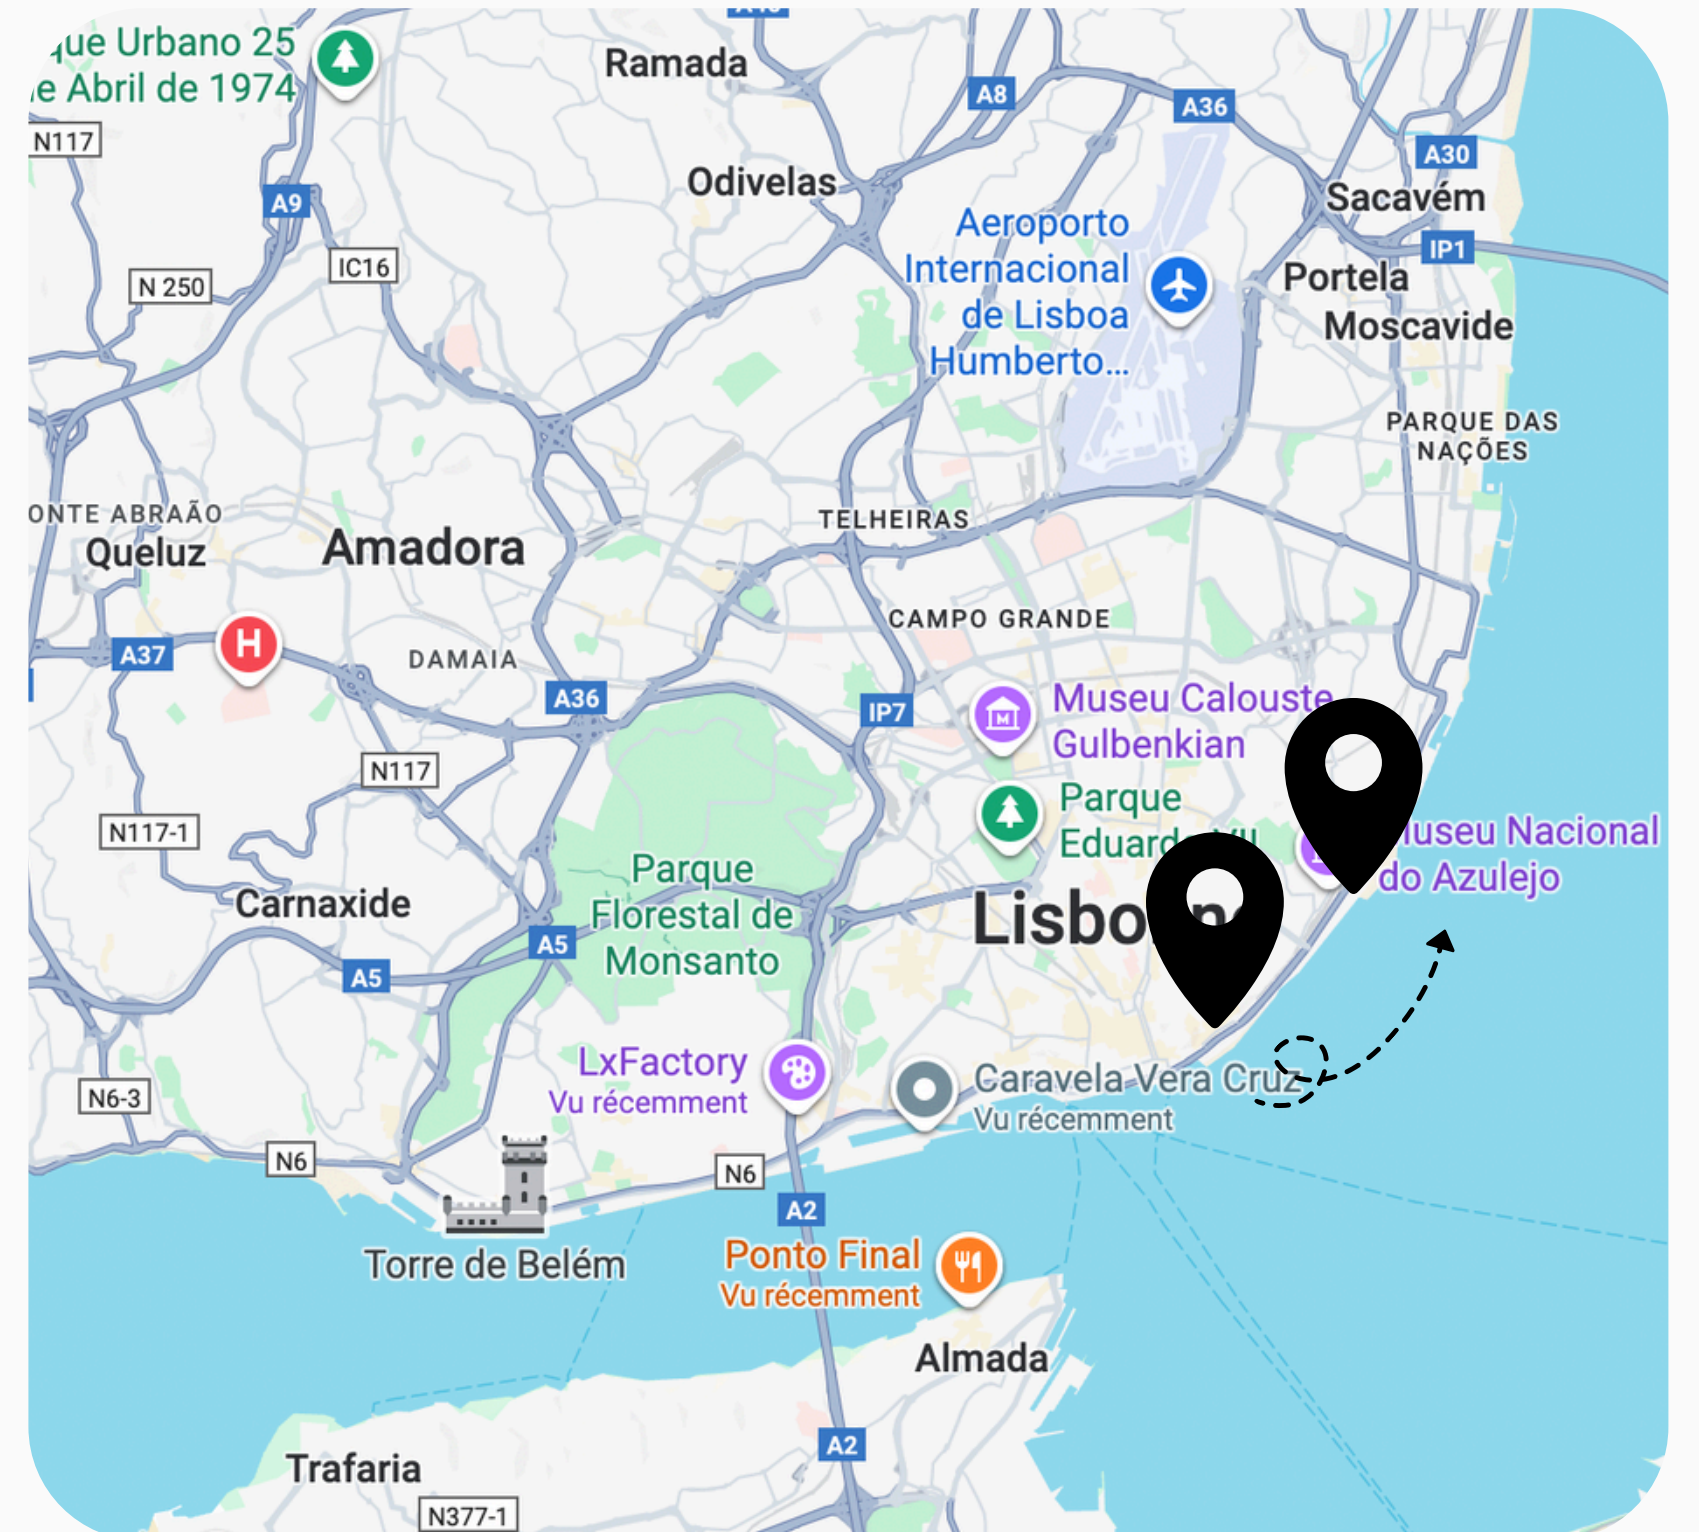 que Urbano 25
e Abril de 1974
Ramada
A8
A36
N117
A30
Odivelas
Sacavém
A9
Aeroporto
Internacional
de Lisboa
Humberto...
IP1
IC16
N 250
Portela
Moscavide
PARQUE DAS
NAÇÕES
ONTE ABRAÃO
Queluz
Amadora
TELHEIRAS
CAMPO GRANDE
H
A37
DAMAIA
A36
IP7
M
Museu Calouste
Gulbenkian
N117
Parque
N117-1
Museu Nacional
do Azulejo
Parque
Florestal de
Monsanto
Carnaxide
A5
A5
LxFactory
Vu récemment
Caravela Vera Cruz
Vu récemment
N6-3
N6
N6
A2
Torre de Belém
Ponto Final
Vu récemment
Almada
A2
Trafaria
N377-1